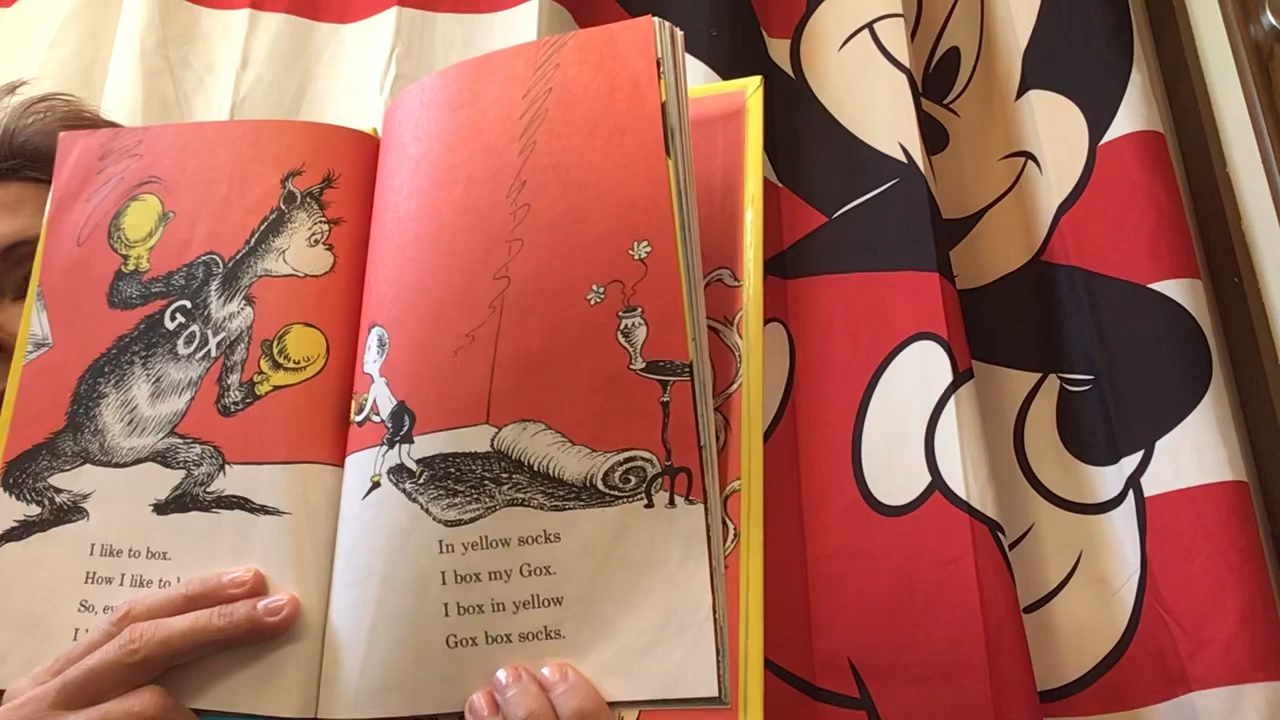 GOX
I like to box.
How I like to
So,
I
In yellow socks
I box my Gox.
I box in yellow
Gox box socks.